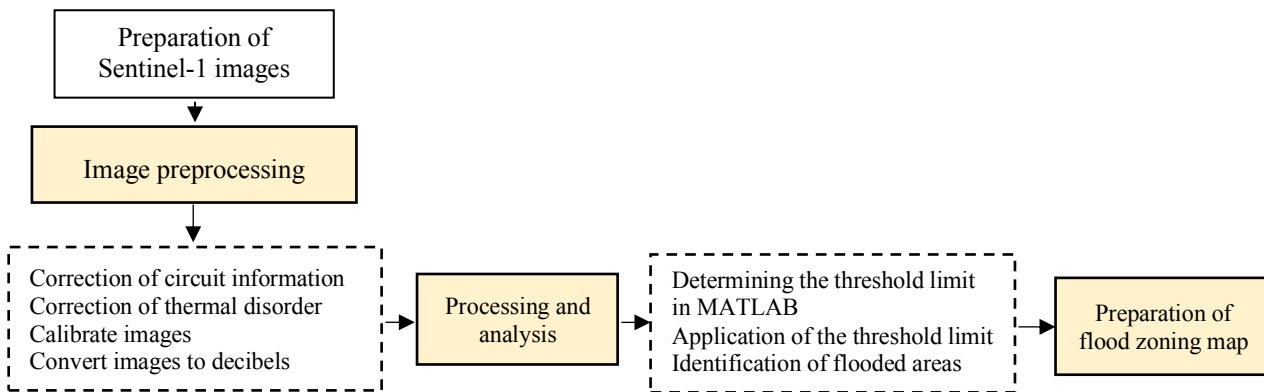 Preparation of
Sentinel-1 images
Image preprocessing
Correction of circuit information
Correction of thermal disorder
Calibrate images
Convert images to decibels
Processing and
analysis
Determining the threshold limit
in MATLAB
Application of the threshold limit
Identification of flooded areas
Preparation of
flood zoning map